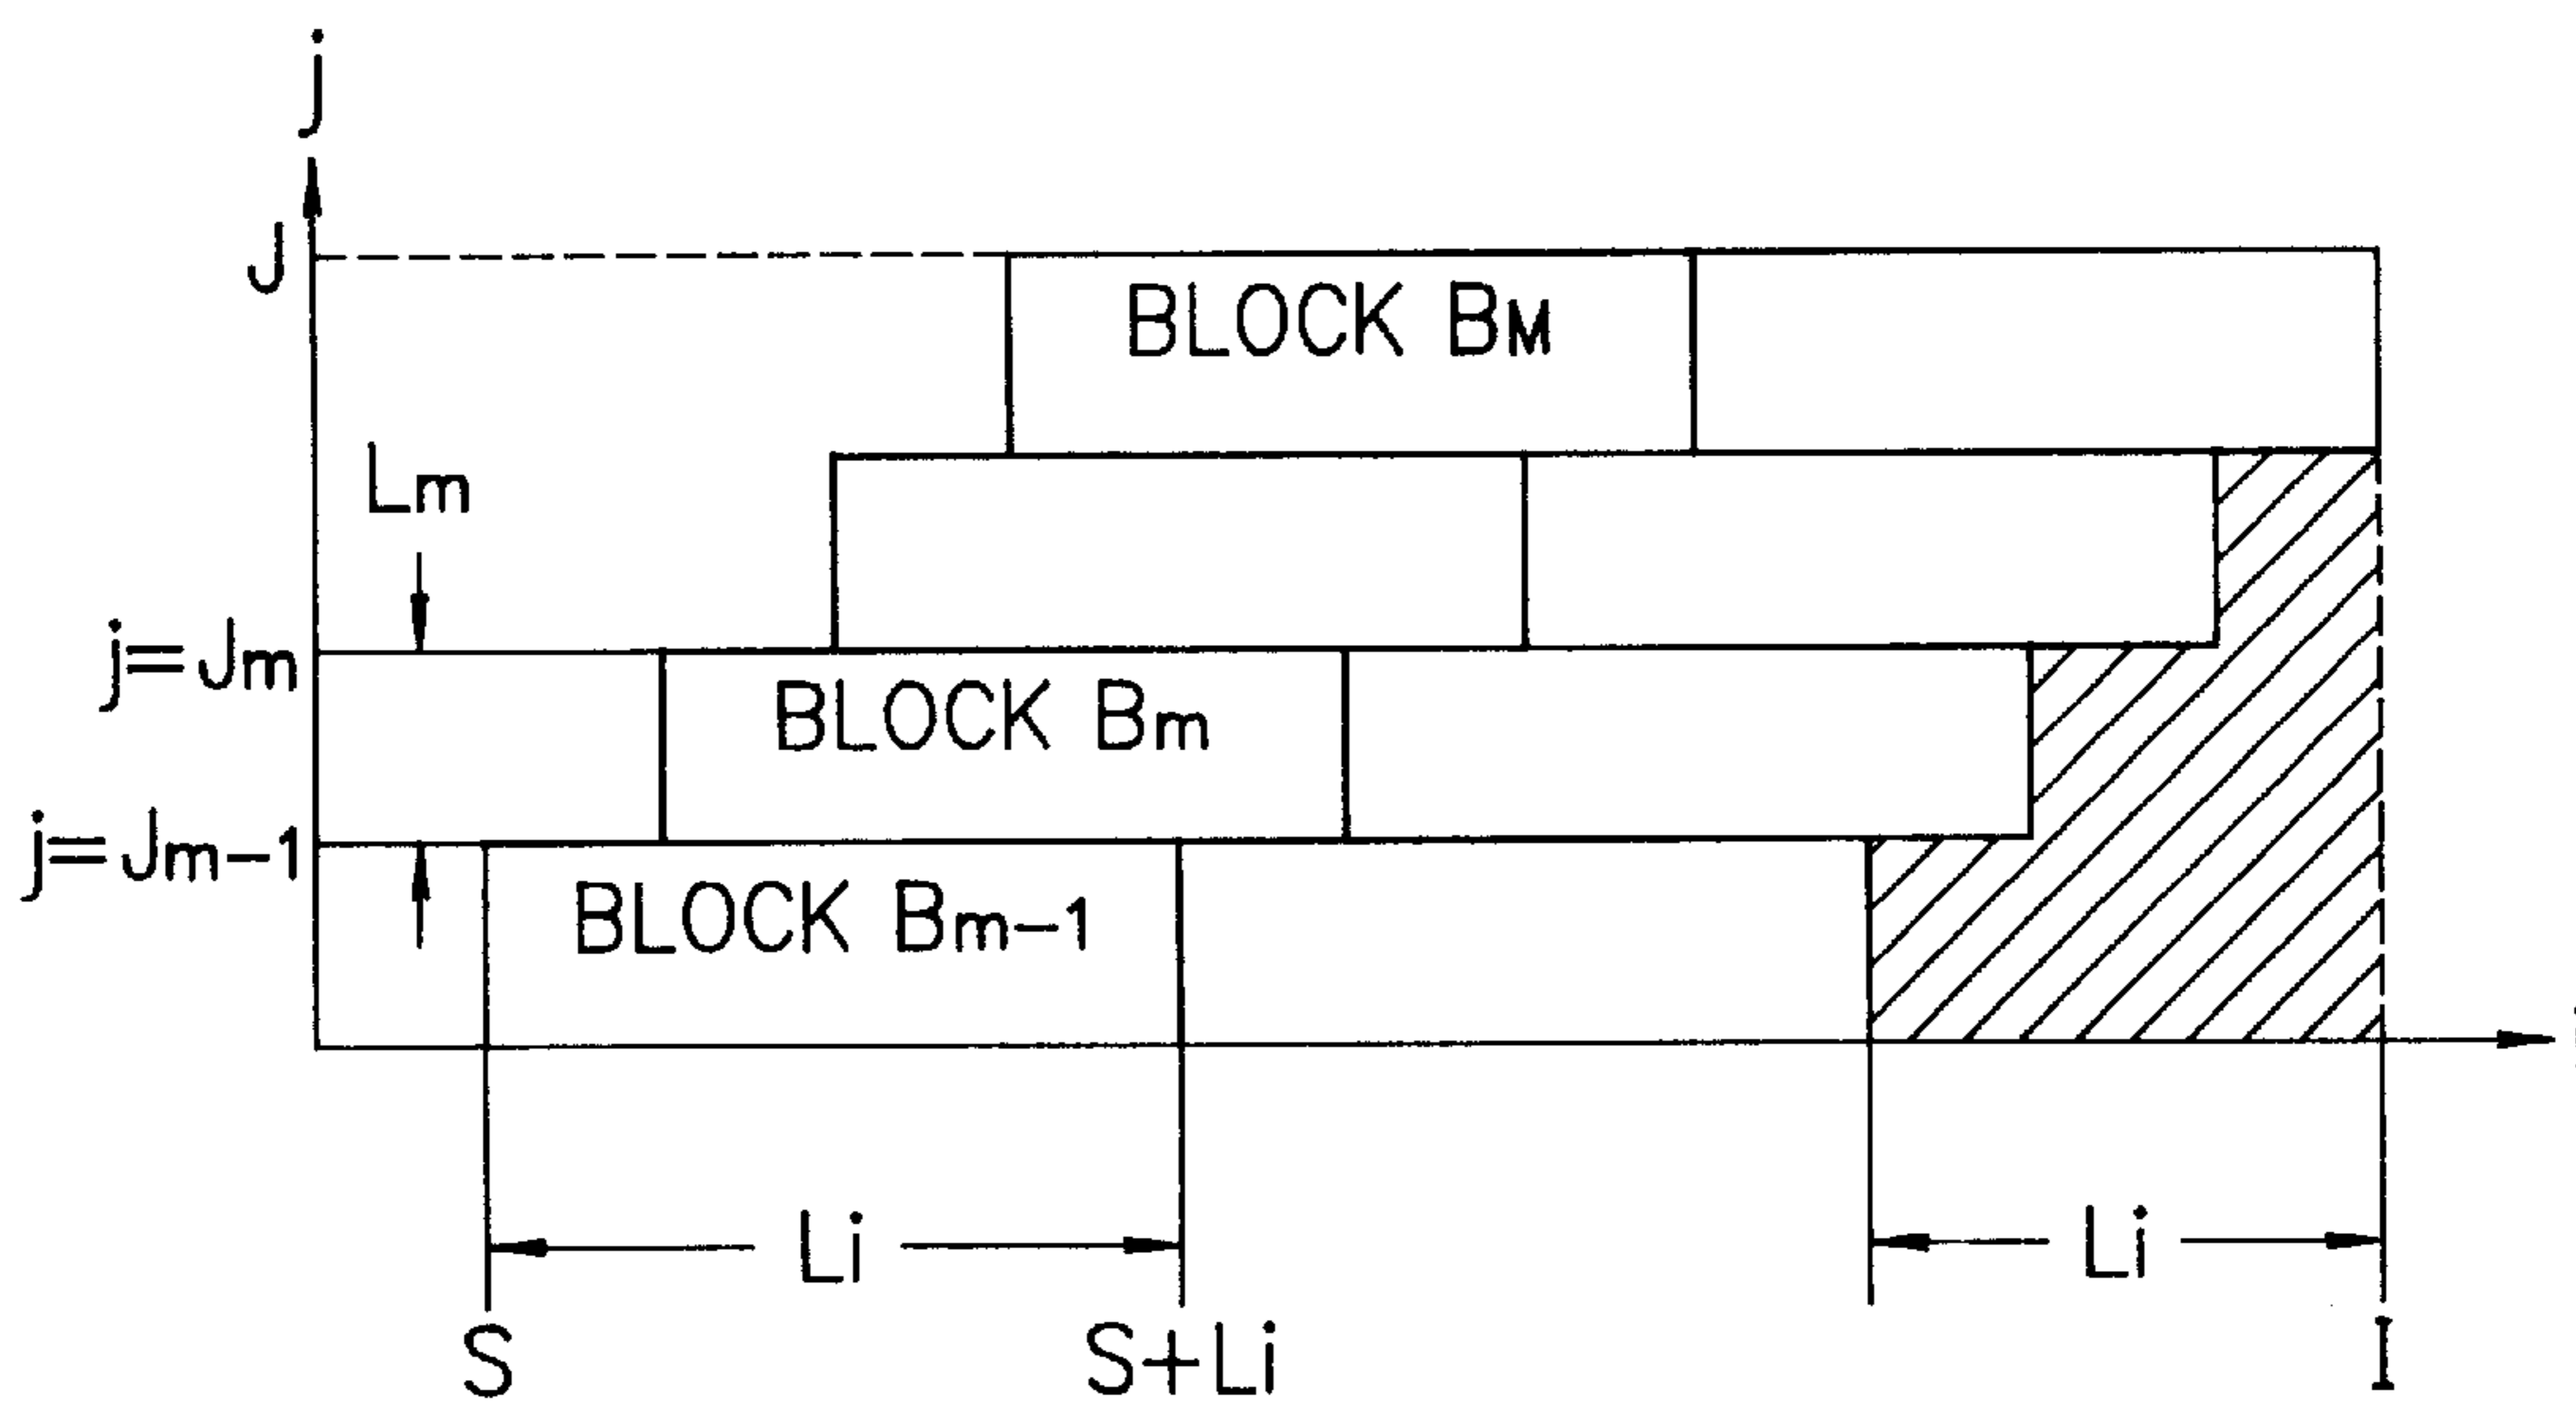 j
J
BLOCK BM
Lm
j=Jm
BLOCK Bm
j=Jm-1
BLOCK Bm-1
Li
Li
S
S+Li
I